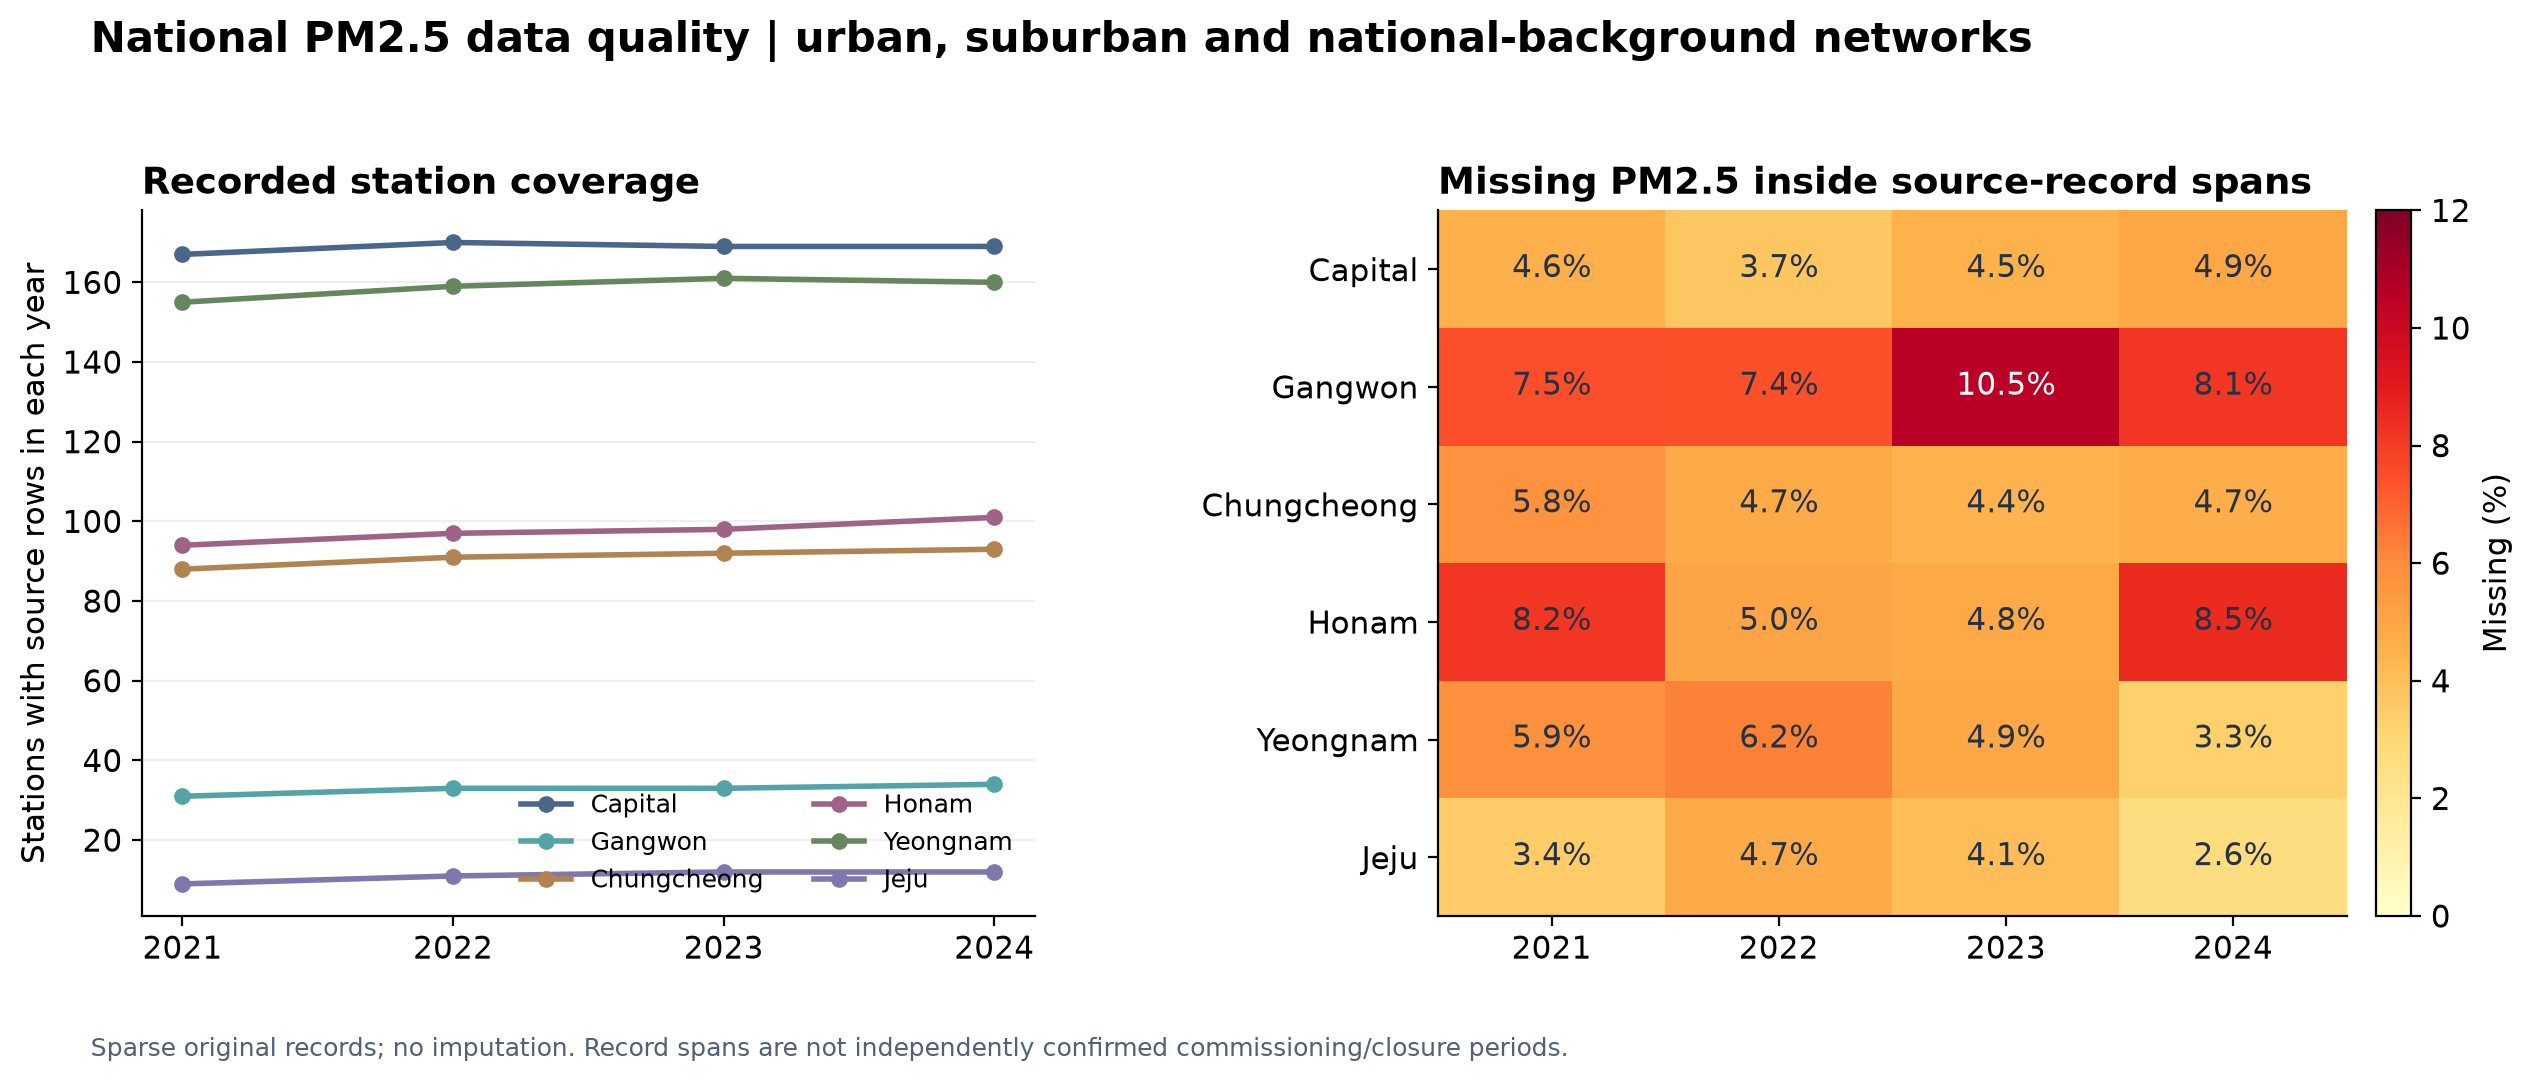 National PM2.5 data quality | urban, suburban and national-background networks
Recorded station coverage
Stations with source rows in each year
160
140
120
100
80
60
40
20
2021 2022 2023 2024
Capital
Gangwon
Chungcheong
Honam
Yeongnam
Jeju
Missing PM2.5 inside source-record spans
Capital 4.6% 3.7% 4.5% 4.9%
Gangwon 7.5% 7.4% 10.5% 8.1%
Chungcheong 5.8% 4.7% 4.4% 4.7%
Honam 8.2% 5.0% 4.8% 8.5%
Yeongnam 5.9% 6.2% 4.9% 3.3%
Jeju 3.4% 4.7% 4.1% 2.6%
2021 2022 2023 2024
12
10
8
6
4
2
0
Missing (%)
Sparse original records; no imputation. Record spans are not independently confirmed commissioning/closure periods.